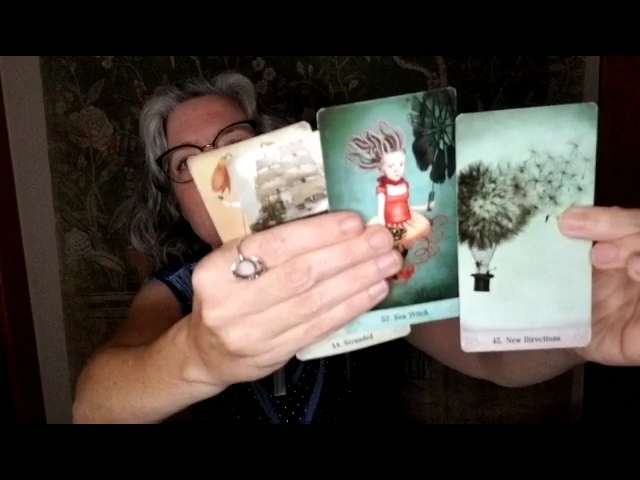 44. Stranded
52. Sea Witch
45. New Directions